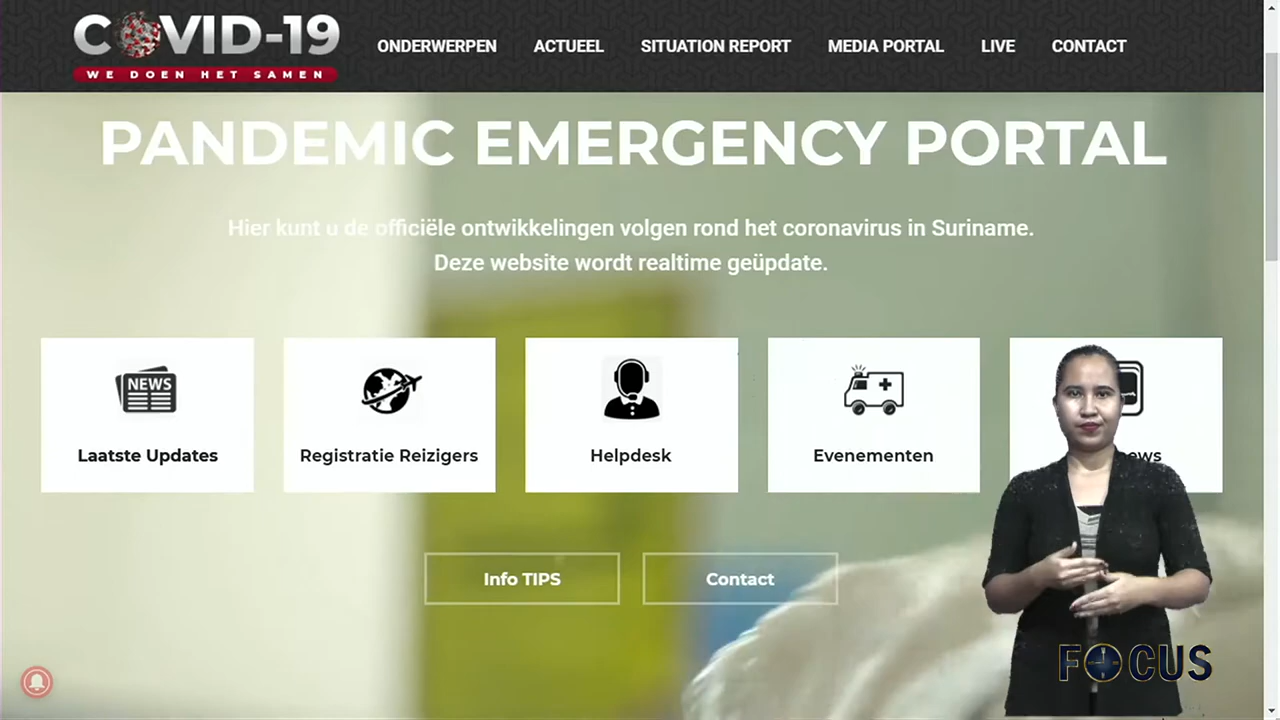 COVID-19
WE DOEN HET SAMEN
ONDERWERPEN ACTUEEL SITUATION REPORT MEDIA PORTAL LIVE CONTACT
PANDEMIC EMERGENCY PORTAL
Hier kunt u de officiële ontwikkelingen volgen rond het coronavirus in Suriname.
Deze website wordt realtime geüpdate.
NEWS
Laatste Updates
Registratie Reizigers
Helpdesk
Evenementen
Info TIPS
Contact
FOCUS